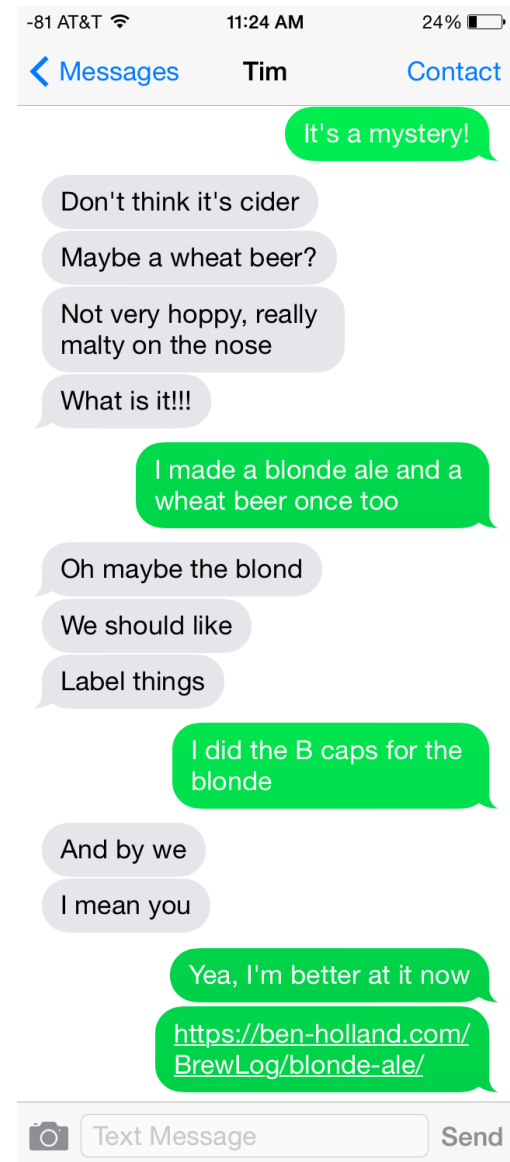 -81 AT&T 11:24 AM 24%
Messages Tim Contact
It's a mystery!
Don't think it's cider
Maybe a wheat beer?
Not very hoppy, really
malty on the nose
What is it!!!
I made a blonde ale and a
wheat beer once too
Oh maybe the blond
We should like
Label things
I did the B caps for the
blonde
And by we
I mean you
Yea, I'm better at it now
https://ben-holland.com/
BrewLog/blonde-ale/
Text Message Send